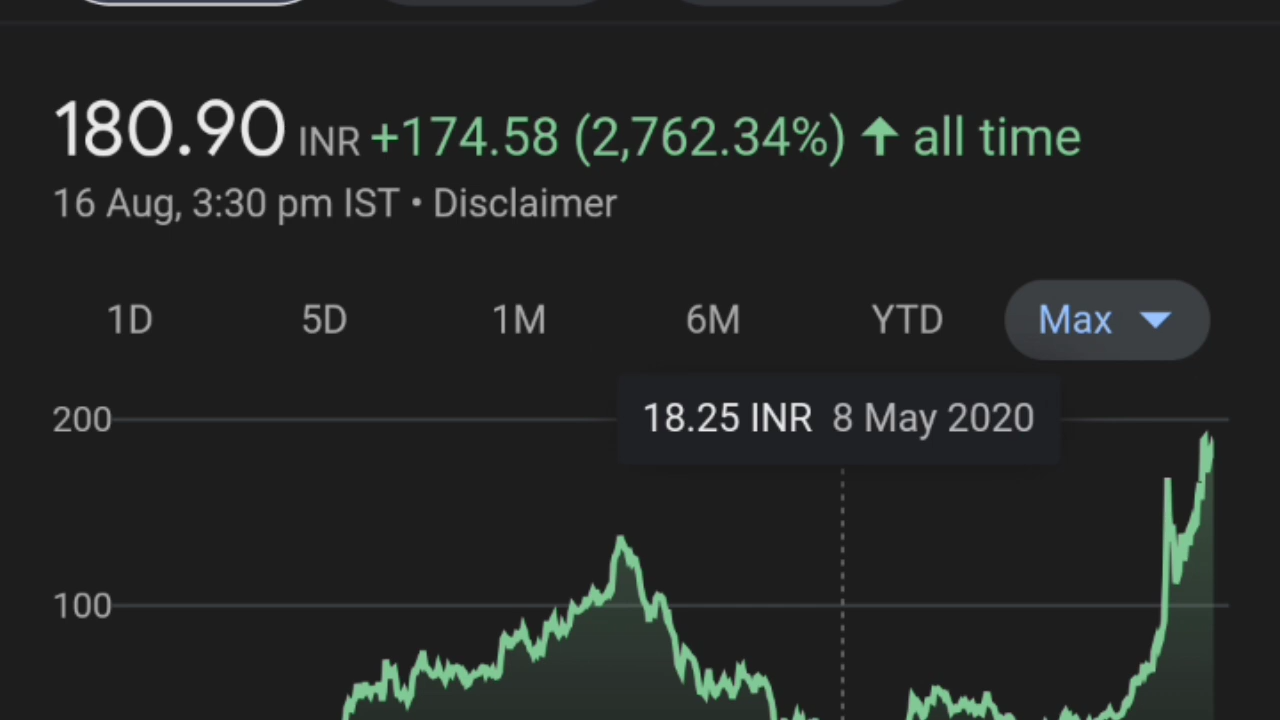 180.90 INR +174.58 (2,762.34%) ↑ all time
16 Aug, 3:30 pm IST • Disclaimer
1D 5D 1M 6M YTD Max
200
18.25 INR 8 May 2020
100